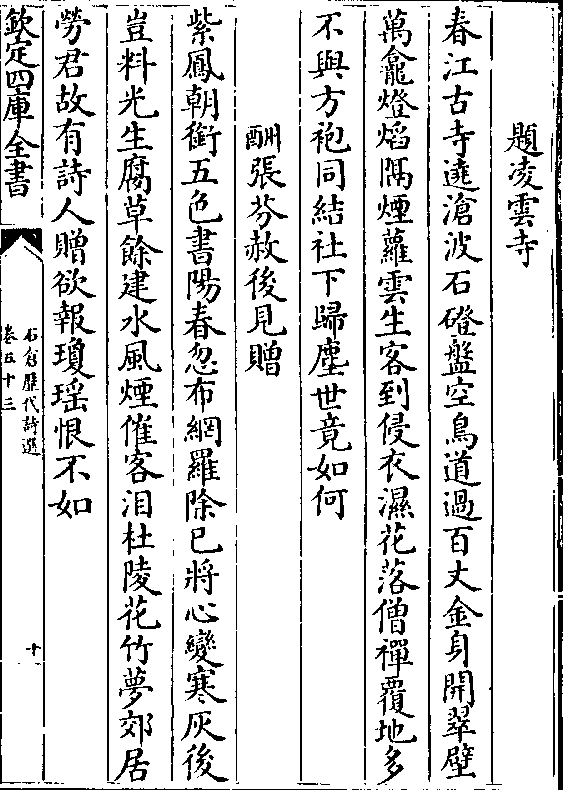 題凌雲寺
春江古寺遶滄波石磴盤空鳥道過百丈金身開翠壁
萬龕燈焰隔煙蘿雲生客到侵衣濕花落僧禪覆地多
不與方袍同結社下歸塵世竟如何
酬張芬赦後見贈
紫鳳朝銜五色書陽春忽布網羅除已將心變寒灰後
豈料光生腐草餘建水風煙催客泪杜陵花竹夢郊居
勞君故有詩人贈欲報瓊瑶恨不如
欽定四庫全書
石倉歷代詩選
卷五十三
十